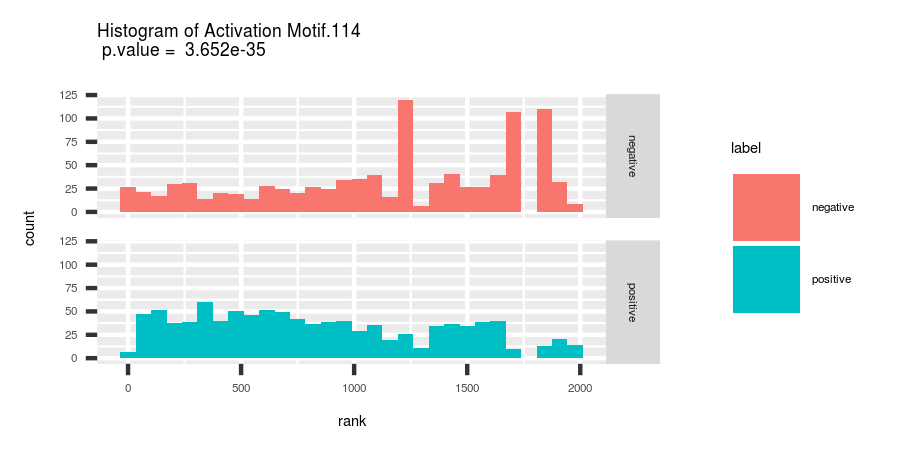 Histogram of Activation Motif.114
p.value = 3.652e-35
125
100
75
50
25
0
negative
125
100
75
50
25
0
positive
0 500 1000 1500 2000
rank
count
label
negative
positive